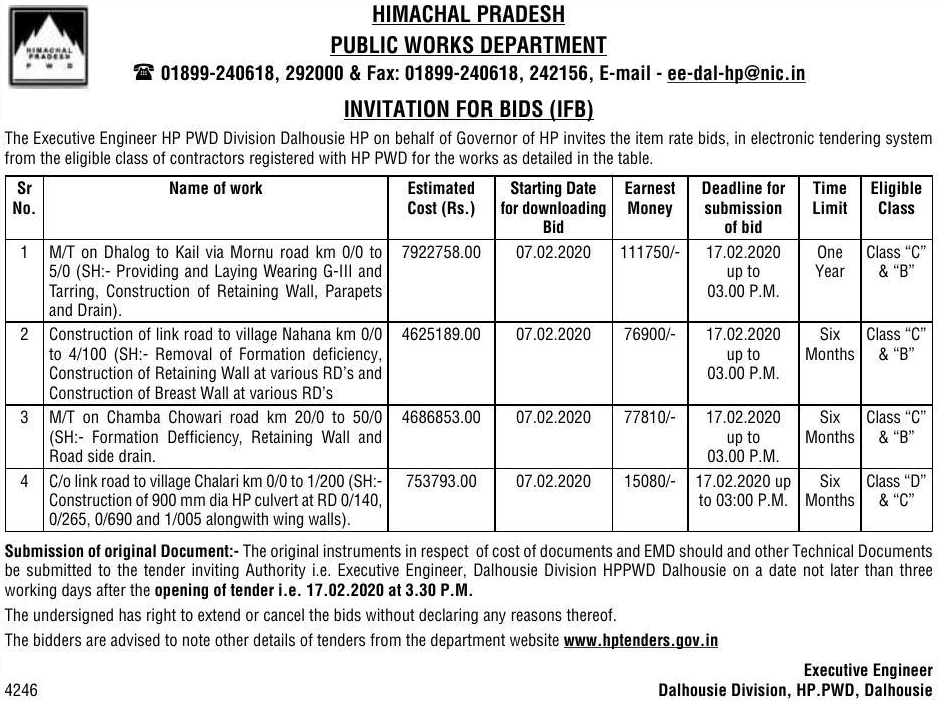 HIMACHAL
PRADESH
P W D
HIMACHAL PRADESH
PUBLIC WORKS DEPARTMENT
☎ 01899-240618, 292000 & Fax: 01899-240618, 242156, E-mail - ee-dal-hp@nic.in
INVITATION FOR BIDS (IFB)
The Executive Engineer HP PWD Division Dalhousie HP on behalf of Governor of HP invites the item rate bids, in electronic tendering system
from the eligible class of contractors registered with HP PWD for the works as detailed in the table.
Sr Name of work Estimated Starting Date Earnest Deadline for Time Eligible
No. Cost (Rs.) for downloading Money submission Limit Class
Bid of bid
1 M/T on Dhalog to Kail via Mornu road km 0/0 to 7922758.00 07.02.2020 111750/- 17.02.2020 One Class “C”
5/0 (SH:- Providing and Laying Wearing G-III and up to Year & “B”
Tarring, Construction of Retaining Wall, Parapets 03.00 P.M.
and Drain).
2 Construction of link road to village Nahana km 0/0 4625189.00 07.02.2020 76900/- 17.02.2020 Six Class “C”
to 4/100 (SH:- Removal of Formation deficiency, up to Months & “B”
Construction of Retaining Wall at various RD’s and 03.00 P.M.
Construction of Breast Wall at various RD’s
3 M/T on Chamba Chowari road km 20/0 to 50/0 4686853.00 07.02.2020 77810/- 17.02.2020 Six Class “C”
(SH:- Formation Defficiency, Retaining Wall and up to Months & “B”
Road side drain. 03.00 P.M.
4 C/o link road to village Chalari km 0/0 to 1/200 (SH:- 753793.00 07.02.2020 15080/- 17.02.2020 up Six Class “D”
Construction of 900 mm dia HP culvert at RD 0/140, to 03:00 P.M. Months & “C”
0/265, 0/690 and 1/005 alongwith wing walls).
Submission of original Document:- The original instruments in respect of cost of documents and EMD should and other Technical Documents
be submitted to the tender inviting Authority i.e. Executive Engineer, Dalhousie Division HPPWD Dalhousie on a date not later than three
working days after the opening of tender i.e. 17.02.2020 at 3.30 P.M.
The undersigned has right to extend or cancel the bids without declaring any reasons thereof.
The bidders are advised to note other details of tenders from the department website www.hptenders.gov.in
Executive Engineer
4246 Dalhousie Division, HP.PWD, Dalhousie